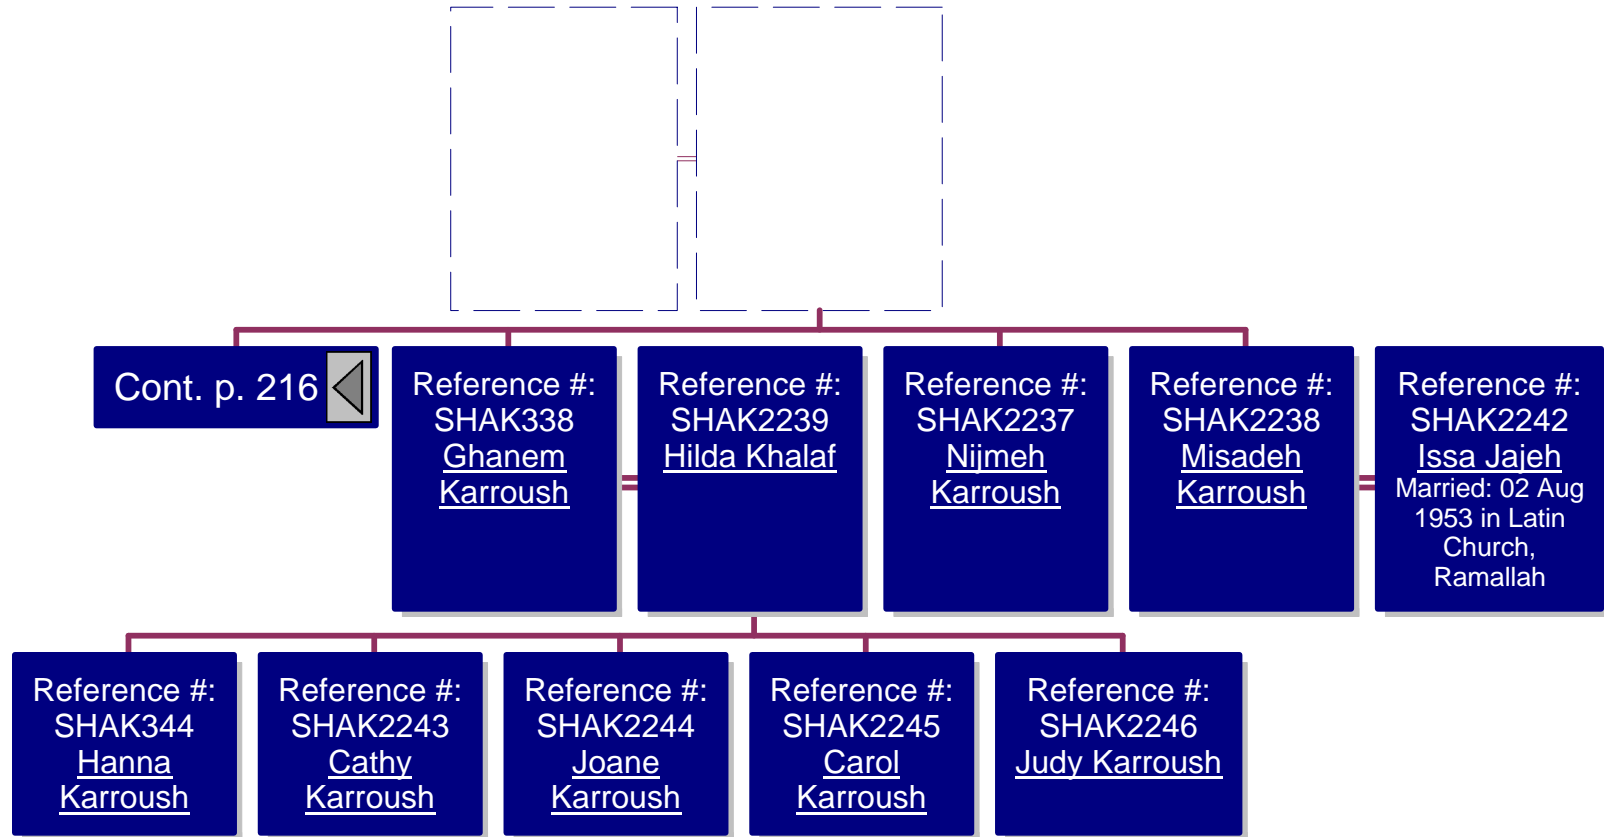 Cont. p. 216
Reference #:
SHAK338
Ghanem
Karroush
Reference #:
SHAK2239
Hilda Khalaf
Reference #:
SHAK2237
Nijmeh
Karroush
Reference #:
SHAK2238
Misadeh
Karroush
Reference #:
SHAK2242
Issa Jajeh
Married: 02 Aug
1953 in Latin
Church,
Ramallah
Reference #:
SHAK344
Hanna
Karroush
Reference #:
SHAK2243
Cathy
Karroush
Reference #:
SHAK2244
Joane
Karroush
Reference #:
SHAK2245
Carol
Karroush
Reference #:
SHAK2246
Judy Karroush